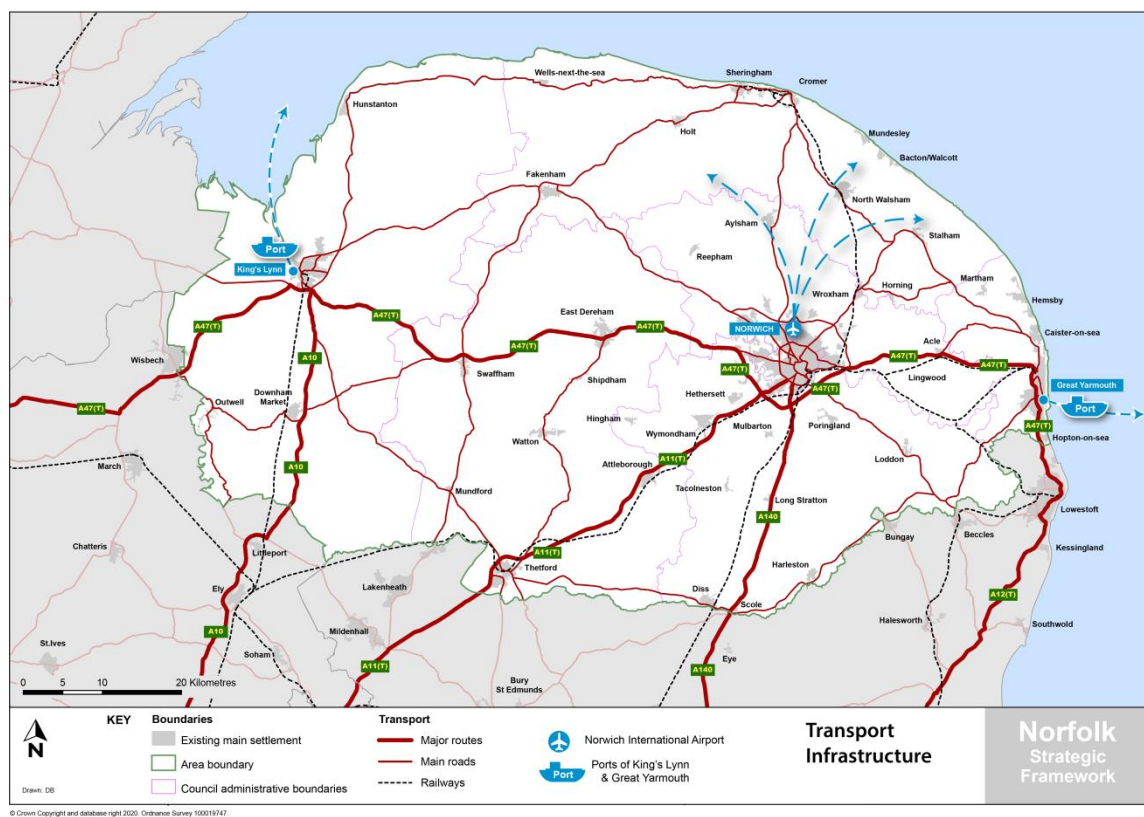 Wells-next-the-sea
Sheringham
Cromer
Hunstanton
Holt
Mundesley
Bacton/Walcott
Fakenham
North Walsham
Aylsham
Stalham
Port
King's Lynn
Reepham
Martham
Wroxham
Horning
Hemsby
A47(T)
East Dereham
NORWICH
Caister-on-sea
A47(T)
A47(T)
Wisbech
A10
A47(T)
Acle
A47(T)
A47(T)
Swaffham
A47(T)
Lingwood
Shipdham
A47(T)
Great Yarmouth
Downham
Market
Hethersett
Port
Outwell
A47(T)
Hingham
Mulbarton
Poringland
A47(T)
Wymondham
Hopton-on-sea
Watton
Loddon
March
A10
Attleborough
A11(T)
Mundford
Tacolneston
Long Stratton
Lowestoft
A140
Bungay
Beccles
Chatteris
Littleport
A11(T)
Kessingland
Thetford
Harleston
Ely
Lakenheath
Diss
A12(T)
Scole
Halesworth
Southwold
St.Ives
A10
Mildenhall
Soham
Eye
A11(T)
A140
0 5 10 20 Kilometres
Bury
St Edmunds
N
Drawn: DB
KEY
Boundaries
Existing main settlement
Area boundary
Council administrative boundaries
Transport
Major routes
Main roads
Railways
Norwich International Airport
Port
Ports of King's Lynn
& Great Yarmouth
Transport
Infrastructure
Norfolk
Strategic
Framework
© Crown Copyright and database right 2020. Ordnance Survey 100019747.